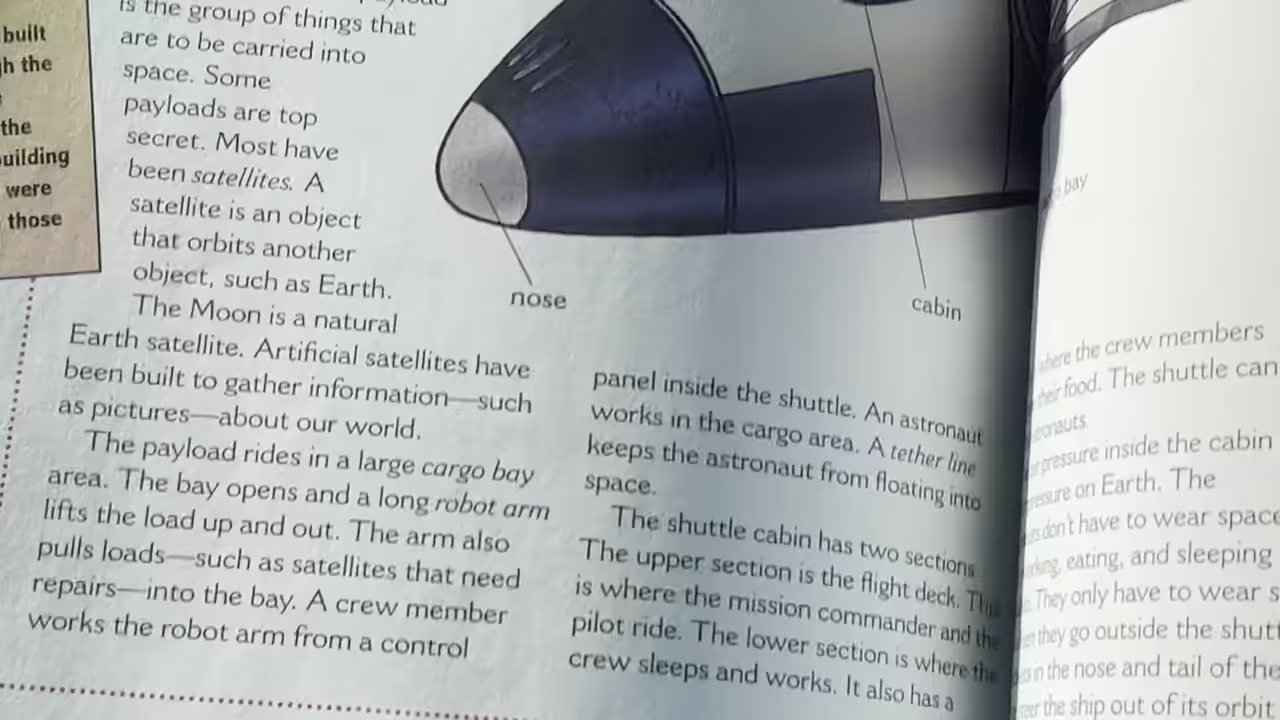 built
the
the
were
those
is the group of things that
are to be carried into
space. Some
payloads are top
secret. Most have
been satellites. A
satellite is an object
that orbits another
object, such as Earth.
The Moon is a natural
Earth satellite. Artificial satellites have
been built to gather information—such
as pictures—about our world.
The payload rides in a large cargo bay
area. The bay opens and a long robot arm
lifts the load up and out. The arm also
pulls loads—such as satellites that need
repairs—into the bay. A crew member
works the robot arm from a control
nose
cabin
panel inside the shuttle. An astronaut
works in the cargo area. A tether line
keeps the astronaut from floating into
space.
The shuttle cabin has two sections.
The upper section is the flight deck. This
is where the mission commander and the
pilot ride. The lower section is where the
crew sleeps and works. It also has a
bay
where the crew members
their food. The shuttle can
pressure inside the cabin
pressure on Earth. The
don't have to wear space
eating, and sleeping
They only have to wear
they go outside the
in the nose and tail of the
the ship out of its orbit